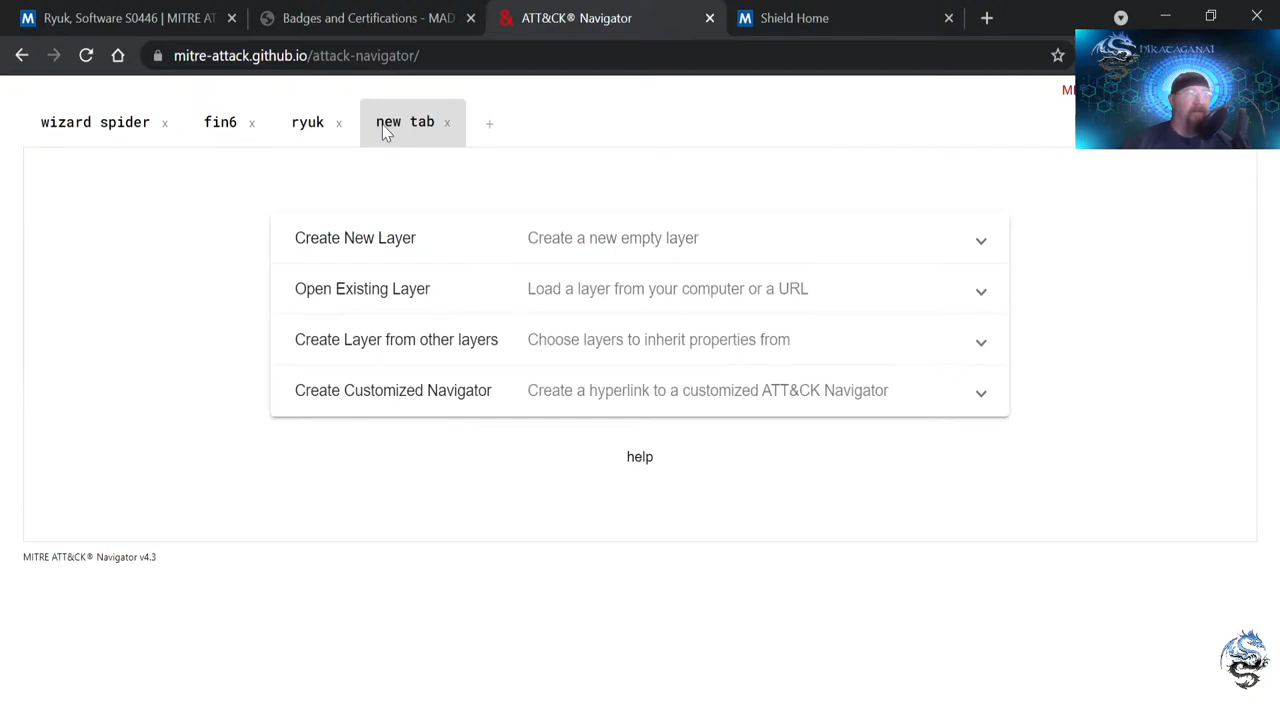 Ryuk, Software S0446 | MITRE AT
Badges and Certifications - MAD
ATT&CK® Navigator
Shield Home
mitre-attack.github.io/attack-navigator/
HIKATAGANAI
wizard spider x
fin6 x
ryuk x
new tab x
+
Create New Layer Create a new empty layer
Open Existing Layer Load a layer from your computer or a URL
Create Layer from other layers Choose layers to inherit properties from
Create Customized Navigator Create a hyperlink to a customized ATT&CK Navigator
help
MITRE ATT&CK® Navigator v4.3